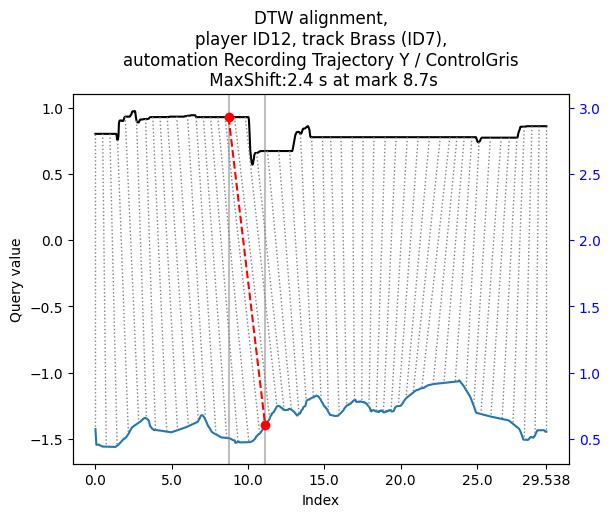 DTW alignment,
player ID12, track Brass (ID7),
automation Recording Trajectory Y / ControlGris
MaxShift:2.4 s at mark 8.7s
1.0
0.5
0.0
−0.5
−1.0
−1.5
Query value
3.0
2.5
2.0
1.5
1.0
0.5
0.0 5.0 10.0 15.0 20.0 25.0 29.538
Index